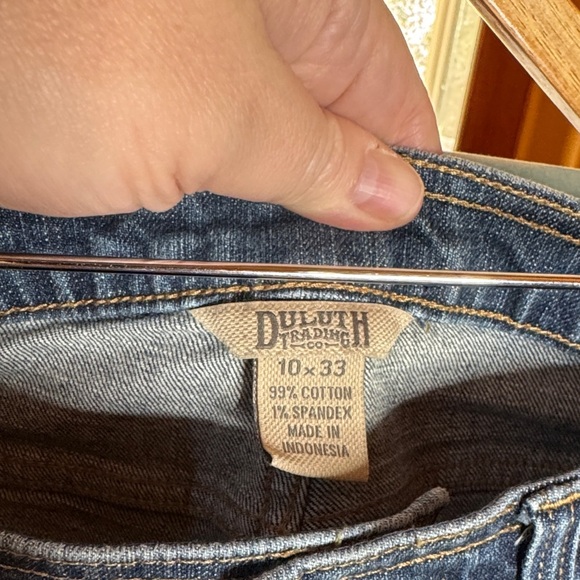 DULUTH
TRADING
CO
10 x 33
99% COTTON
1% SPANDEX
MADE IN
INDONESIA